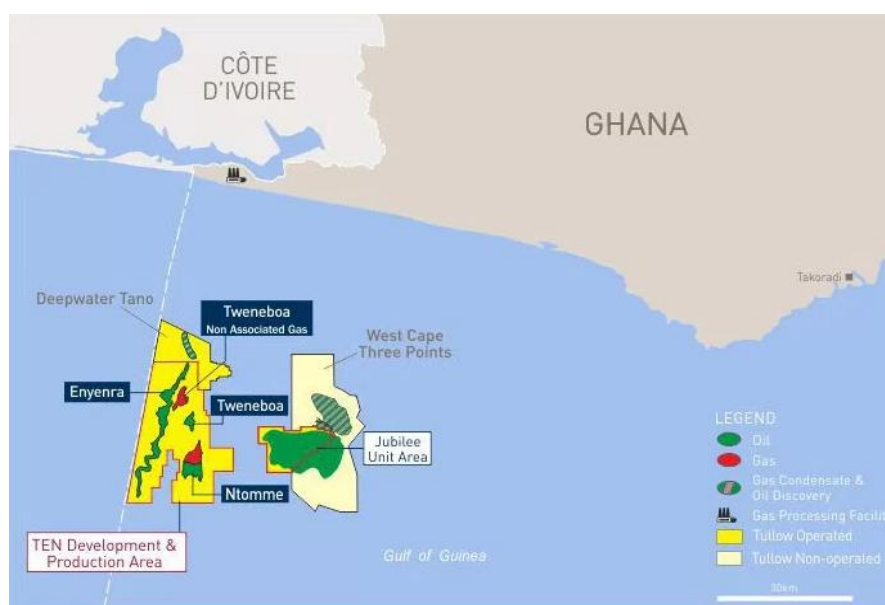 CÔTE
D'IVOIRE
GHANA
Takoradi
Deepwater Tano
Tweneboa
Non Associated Gas
West Cape
Three Points
Enyenra
Tweneboa
Jubilee
Unit Area
Ntomme
TEN Development &
Production Area
Gulf of Guinea
LEGEND
Oil
Gas
Gas Condensate &
Oil Discovery
Gas Processing Facilit
Tullow Operated
Tullow Non-operated
30km